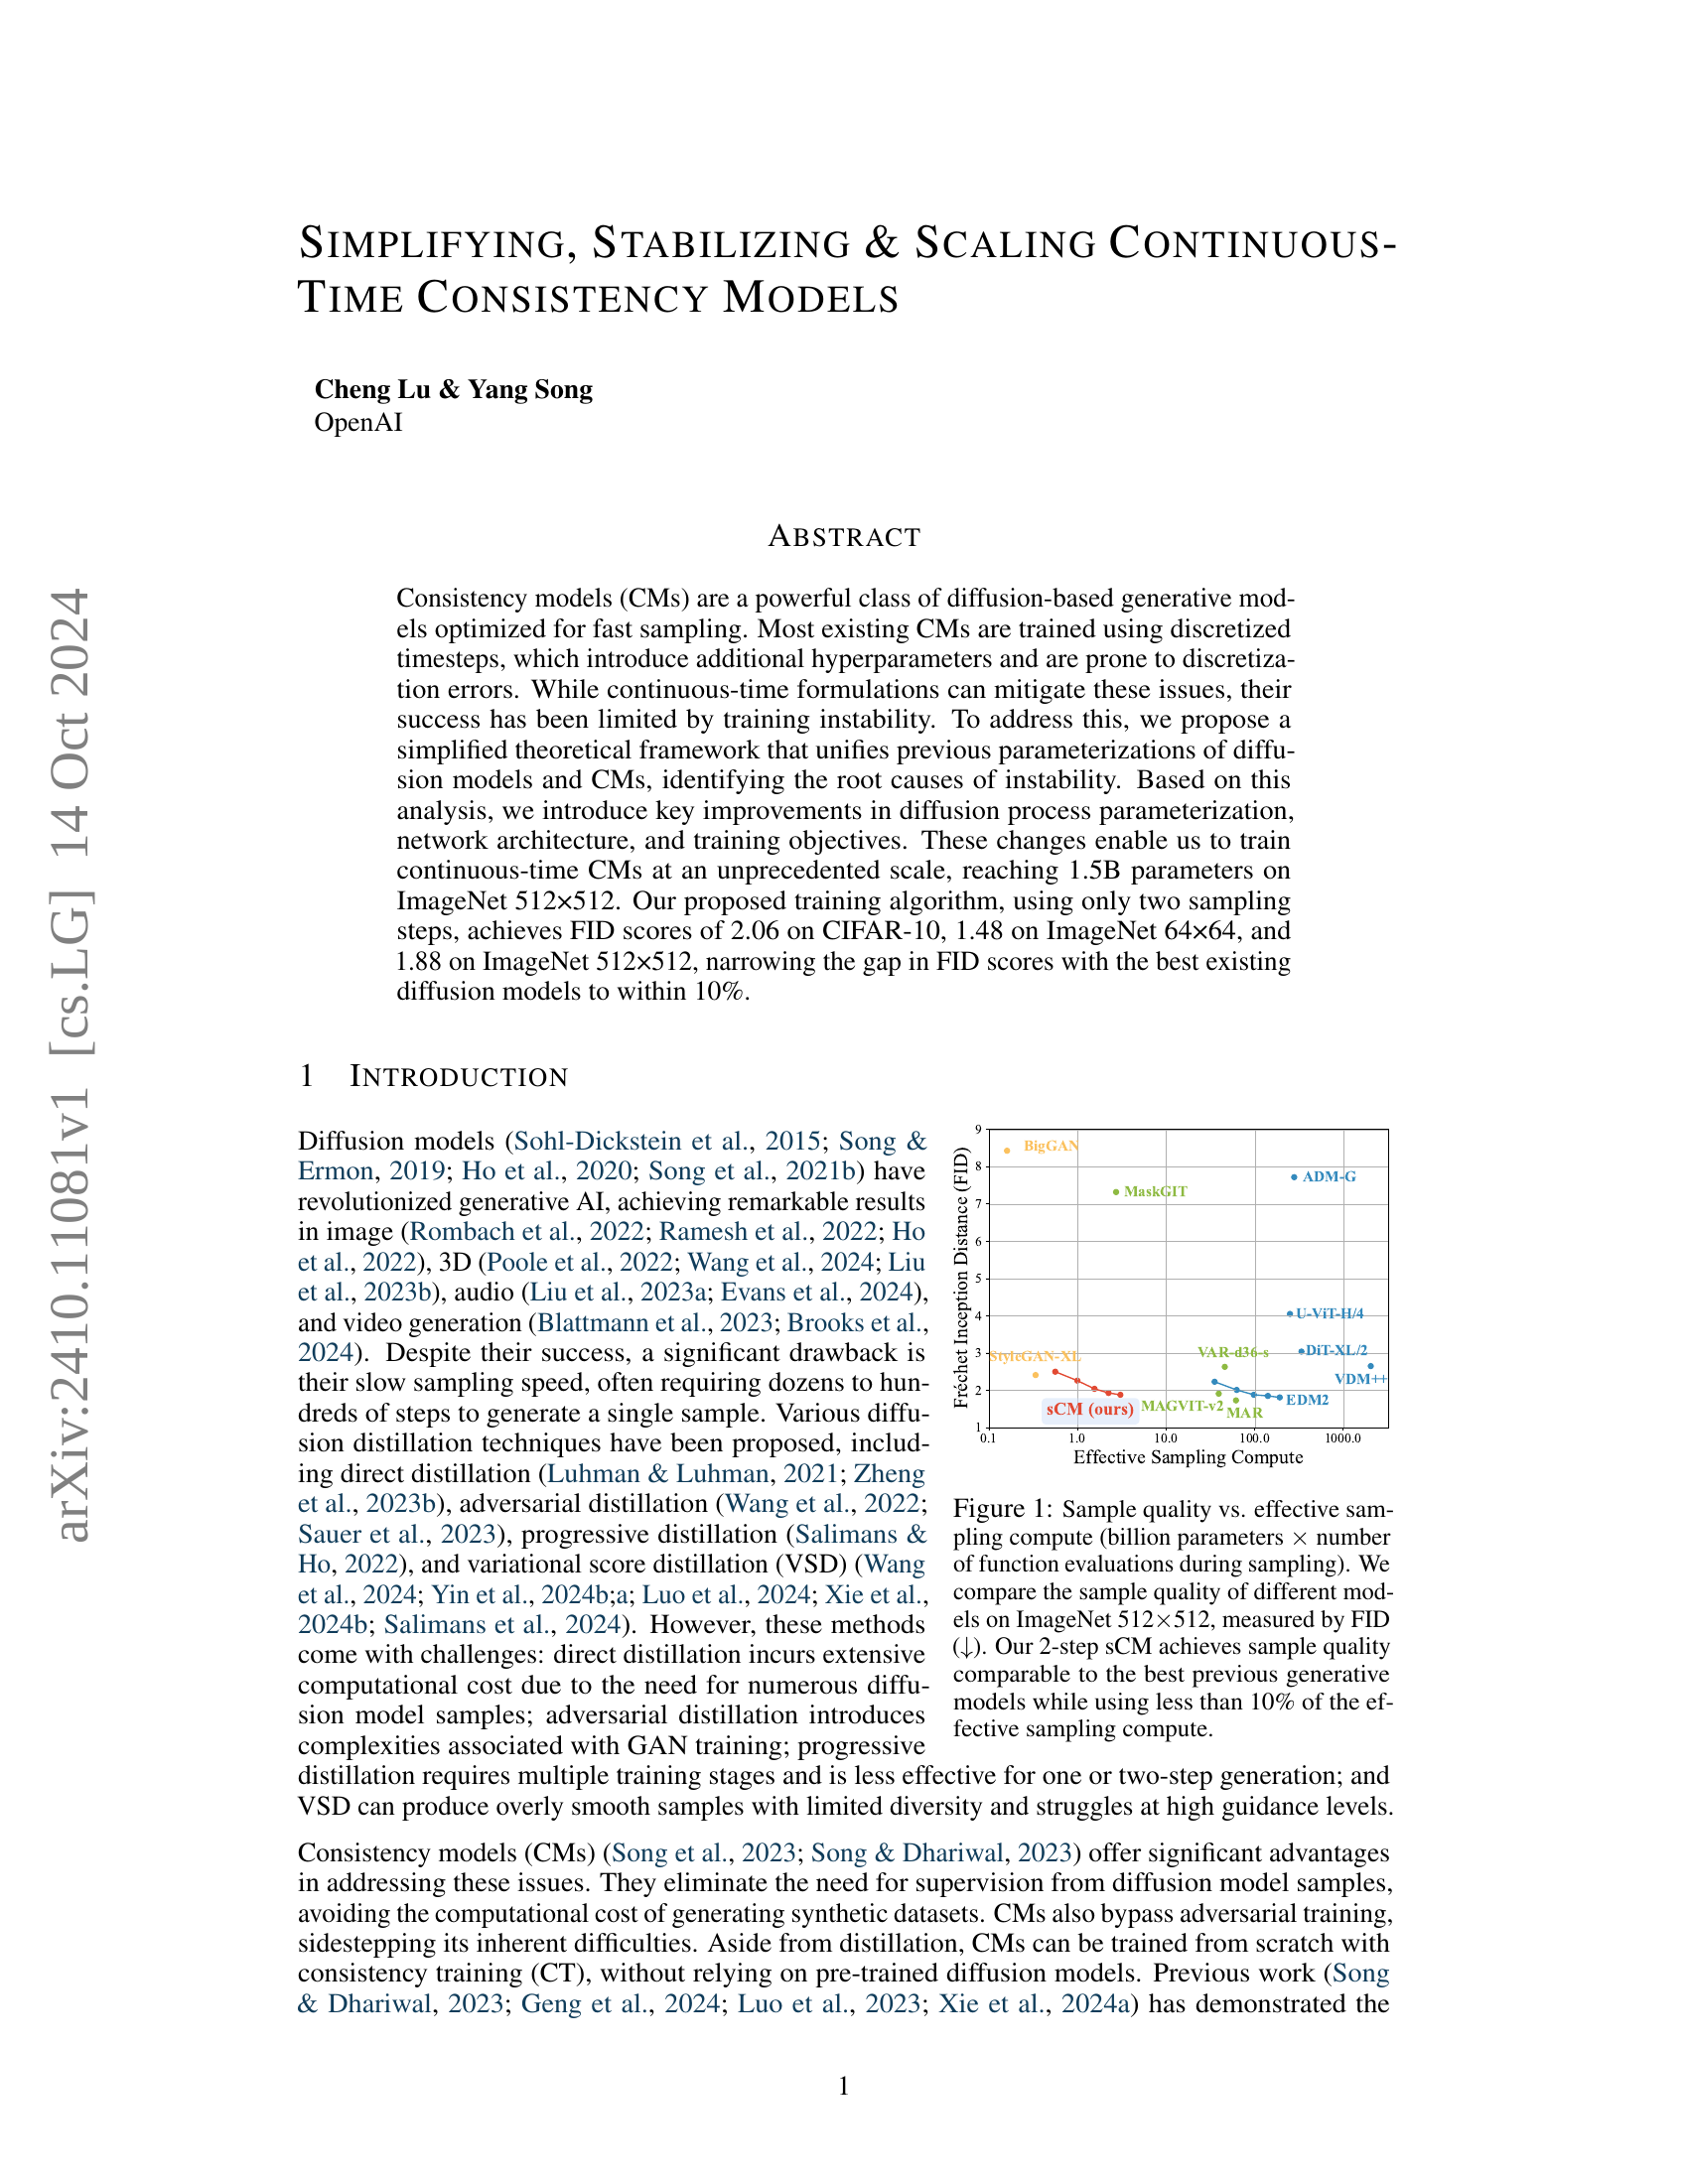 arXiv:2410.11081v1 [cs.LG] 14 Oct 2024
SIMPLIFYING, STABILIZING & SCALING CONTINUOUS-
TIME CONSISTENCY MODELS
Cheng Lu & Yang Song
OpenAI
ABSTRACT
Consistency models (CMs) are a powerful class of diffusion-based generative mod-
els optimized for fast sampling. Most existing CMs are trained using discretized
timesteps, which introduce additional hyperparameters and are prone to discretiza-
tion errors. While continuous-time formulations can mitigate these issues, their
success has been limited by training instability. To address this, we propose a
simplified theoretical framework that unifies previous parameterizations of diffu-
sion models and CMs, identifying the root causes of instability. Based on this
analysis, we introduce key improvements in diffusion process parameterization,
network architecture, and training objectives. These changes enable us to train
continuous-time CMs at an unprecedented scale, reaching 1.5B parameters on
ImageNet 512×512. Our proposed training algorithm, using only two sampling
steps, achieves FID scores of 2.06 on CIFAR-10, 1.48 on ImageNet 64×64, and
1.88 on ImageNet 512×512, narrowing the gap in FID scores with the best existing
diffusion models to within 10%.
1 INTRODUCTION
Diffusion models (Sohl-Dickstein et al., 2015; Song &
Ermon, 2019; Ho et al., 2020; Song et al., 2021b) have
revolutionized generative AI, achieving remarkable results
in image (Rombach et al., 2022; Ramesh et al., 2022; Ho
et al., 2022), 3D (Poole et al., 2022; Wang et al., 2024; Liu
et al., 2023b), audio (Liu et al., 2023a; Evans et al., 2024),
and video generation (Blattmann et al., 2023; Brooks et al.,
2024). Despite their success, a significant drawback is
their slow sampling speed, often requiring dozens to hun-
dreds of steps to generate a single sample. Various diffu-
sion distillation techniques have been proposed, includ-
ing direct distillation (Luhman & Luhman, 2021; Zheng
et al., 2023b), adversarial distillation (Wang et al., 2022;
Sauer et al., 2023), progressive distillation (Salimans &
Ho, 2022), and variational score distillation (VSD) (Wang
et al., 2024; Yin et al., 2024b;a; Luo et al., 2024; Xie et al.,
2024b; Salimans et al., 2024). However, these methods
come with challenges: direct distillation incurs extensive
computational cost due to the need for numerous diffu-
sion model samples; adversarial distillation introduces
complexities associated with GAN training; progressive
distillation requires multiple training stages and is less effective for one or two-step generation; and
VSD can produce overly smooth samples with limited diversity and struggles at high guidance levels.
Fréchet Inception Distance (FID)
9
8
7
6
5
4
3
2
1
BigGAN
MaskGIT
ADM-G
U-ViT-H/4
StyleGAN-XL
VAR-d36-s
DiT-XL/2
VDM++
sCM (ours)
MAGVIT-v2
MAR
EDM2
0.1 1.0 10.0 100.0 1000.0
Effective Sampling Compute
Figure 1: Sample quality vs. effective sam-
pling compute (billion parameters × number
of function evaluations during sampling). We
compare the sample quality of different mod-
els on ImageNet 512×512, measured by FID
(↓). Our 2-step sCM achieves sample quality
comparable to the best previous generative
models while using less than 10% of the ef-
fective sampling compute.
Consistency models (CMs) (Song et al., 2023; Song & Dhariwal, 2023) offer significant advantages
in addressing these issues. They eliminate the need for supervision from diffusion model samples,
avoiding the computational cost of generating synthetic datasets. CMs also bypass adversarial training,
sidestepping its inherent difficulties. Aside from distillation, CMs can be trained from scratch with
consistency training (CT), without relying on pre-trained diffusion models. Previous work (Song
& Dhariwal, 2023; Geng et al., 2024; Luo et al., 2023; Xie et al., 2024a) has demonstrated the
1